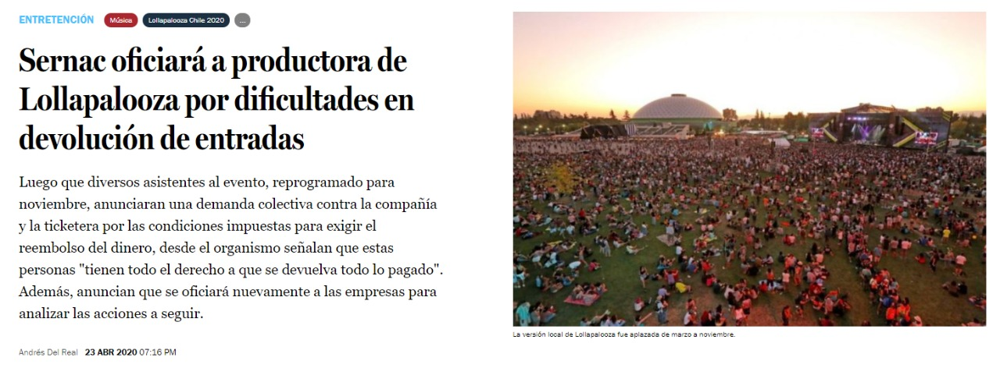 ENTRETENCIÓN Música Lollapalooza Chile 2020 ...
Sernac oficiará a productora de
Lollapalooza por dificultades en
devolución de entradas
Luego que diversos asistentes al evento, reprogramado para
noviembre, anunciaran una demanda colectiva contra la compañía
y la ticketera por las condiciones impuestas para exigir el
reembolso del dinero, desde el organismo señalan que estas
personas "tienen todo el derecho a que se devuelva todo lo pagado".
Además, anuncian que se oficiará nuevamente a las empresas para
analizar las acciones a seguir.
Andrés Del Real 23 ABR 2020 07:16 PM
La versión local de Lollapalooza fue aplazada de marzo a noviembre.